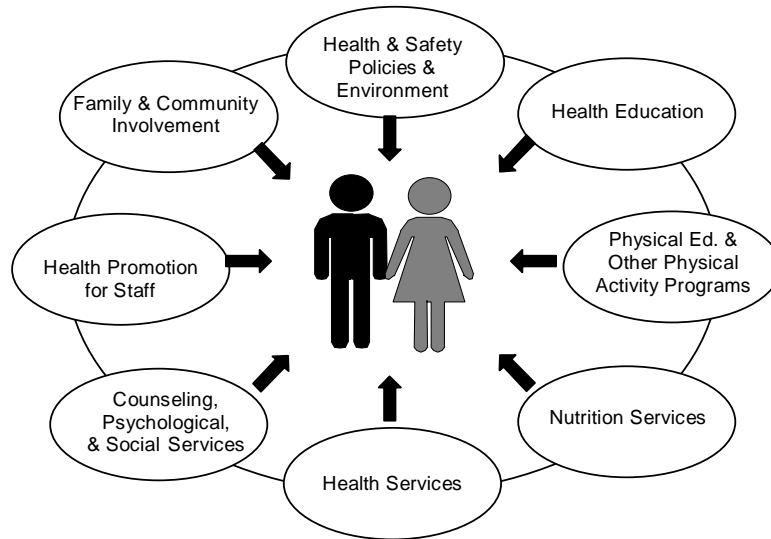 Health & Safety
Policies &
Environment
Family & Community
Involvement
Health Education
Health Promotion
for Staff
Physical Ed. &
Other Physical
Activity Programs
Counseling,
Psychological,
& Social Services
Nutrition Services
Health Services